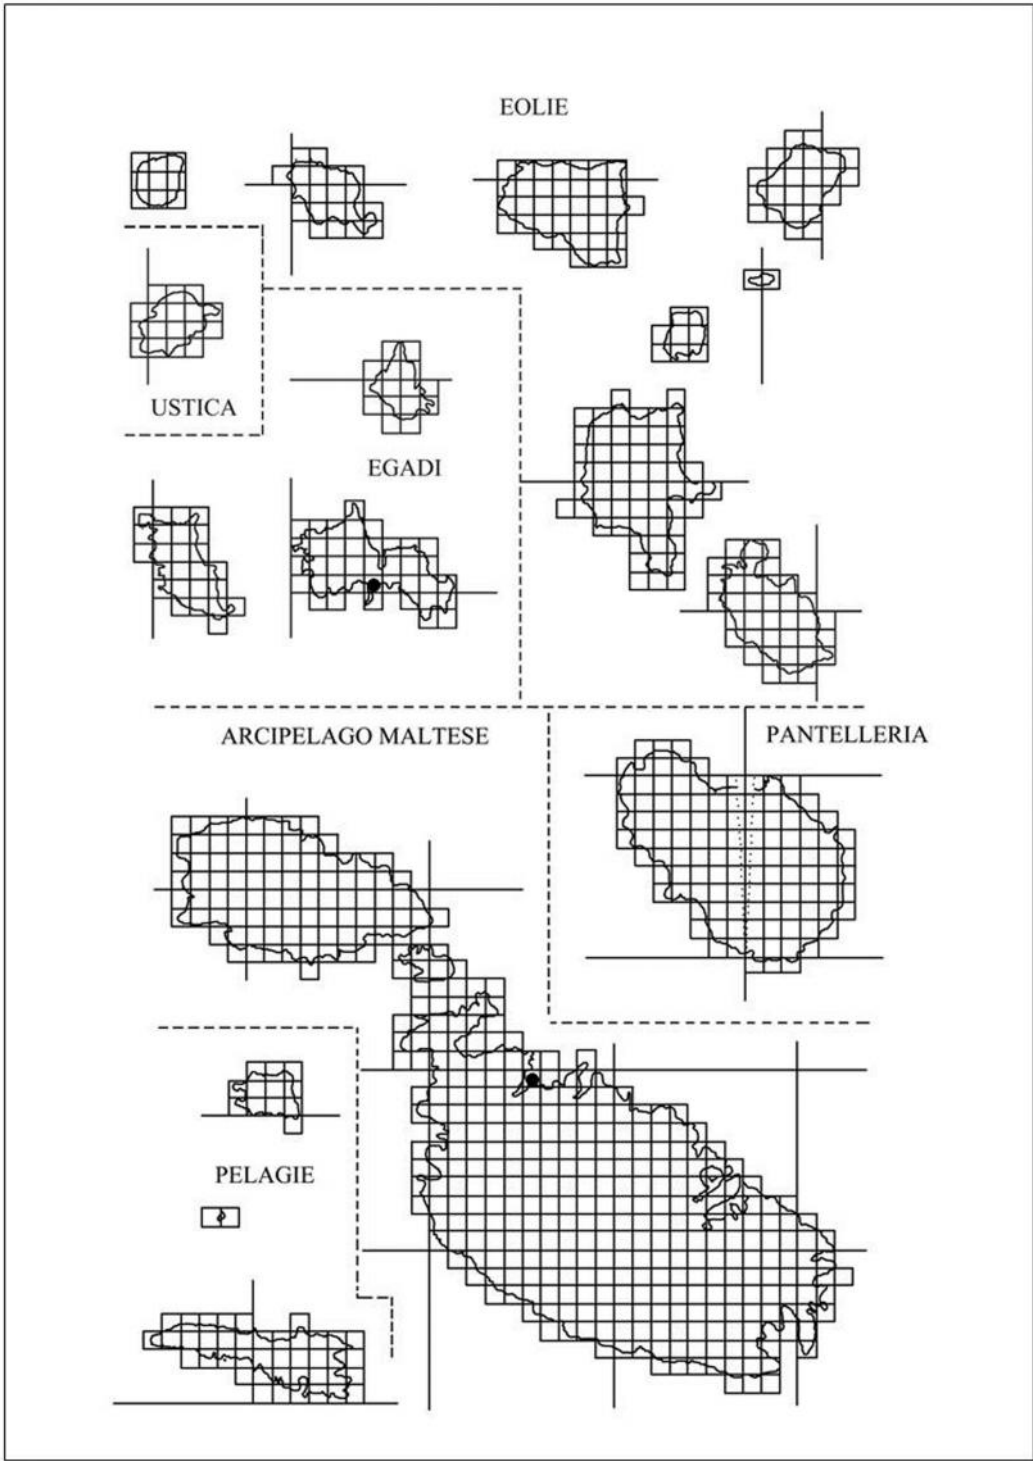 EOLIE
USTICA
EGADI
ARCIPELAGO MALTESE
PANTELLERIA
PELAGIE